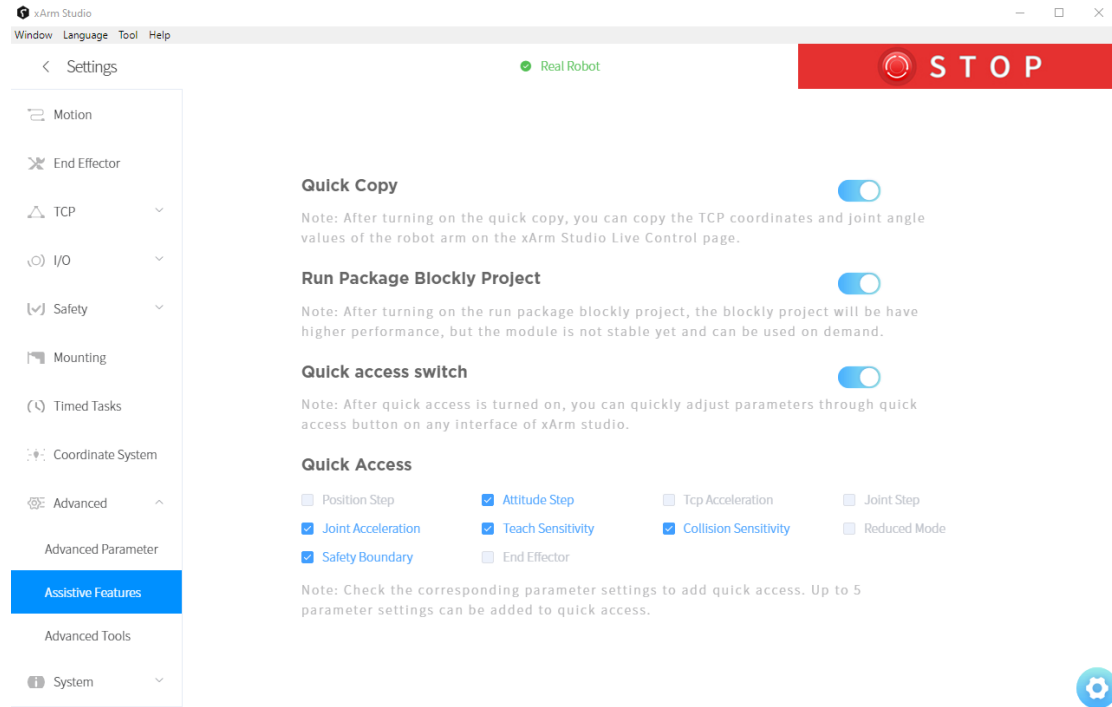 xArm Studio
Window Language Tool Help
Settings
Real Robot
STOP
Motion
End Effector
TCP
I/O
Safety
Mounting
Timed Tasks
Coordinate System
Advanced
Advanced Parameter
Assistive Features
Advanced Tools
System
Quick Copy
Note: After turning on the quick copy, you can copy the TCP coordinates and joint angle
values of the robot arm on the xArm Studio Live Control page.
Run Package Blockly Project
Note: After turning on the run package blockly project, the blockly project will be have
higher performance, but the module is not stable yet and can be used on demand.
Quick access switch
Note: After quick access is turned on, you can quickly adjust parameters through quick
access button on any interface of xArm studio.
Quick Access
Position Step Attitude Step Tcp Acceleration Joint Step
Joint Acceleration Teach Sensitivity Collision Sensitivity Reduced Mode
Safety Boundary End Effector
Note: Check the corresponding parameter settings to add quick access. Up to 5
parameter settings can be added to quick access.